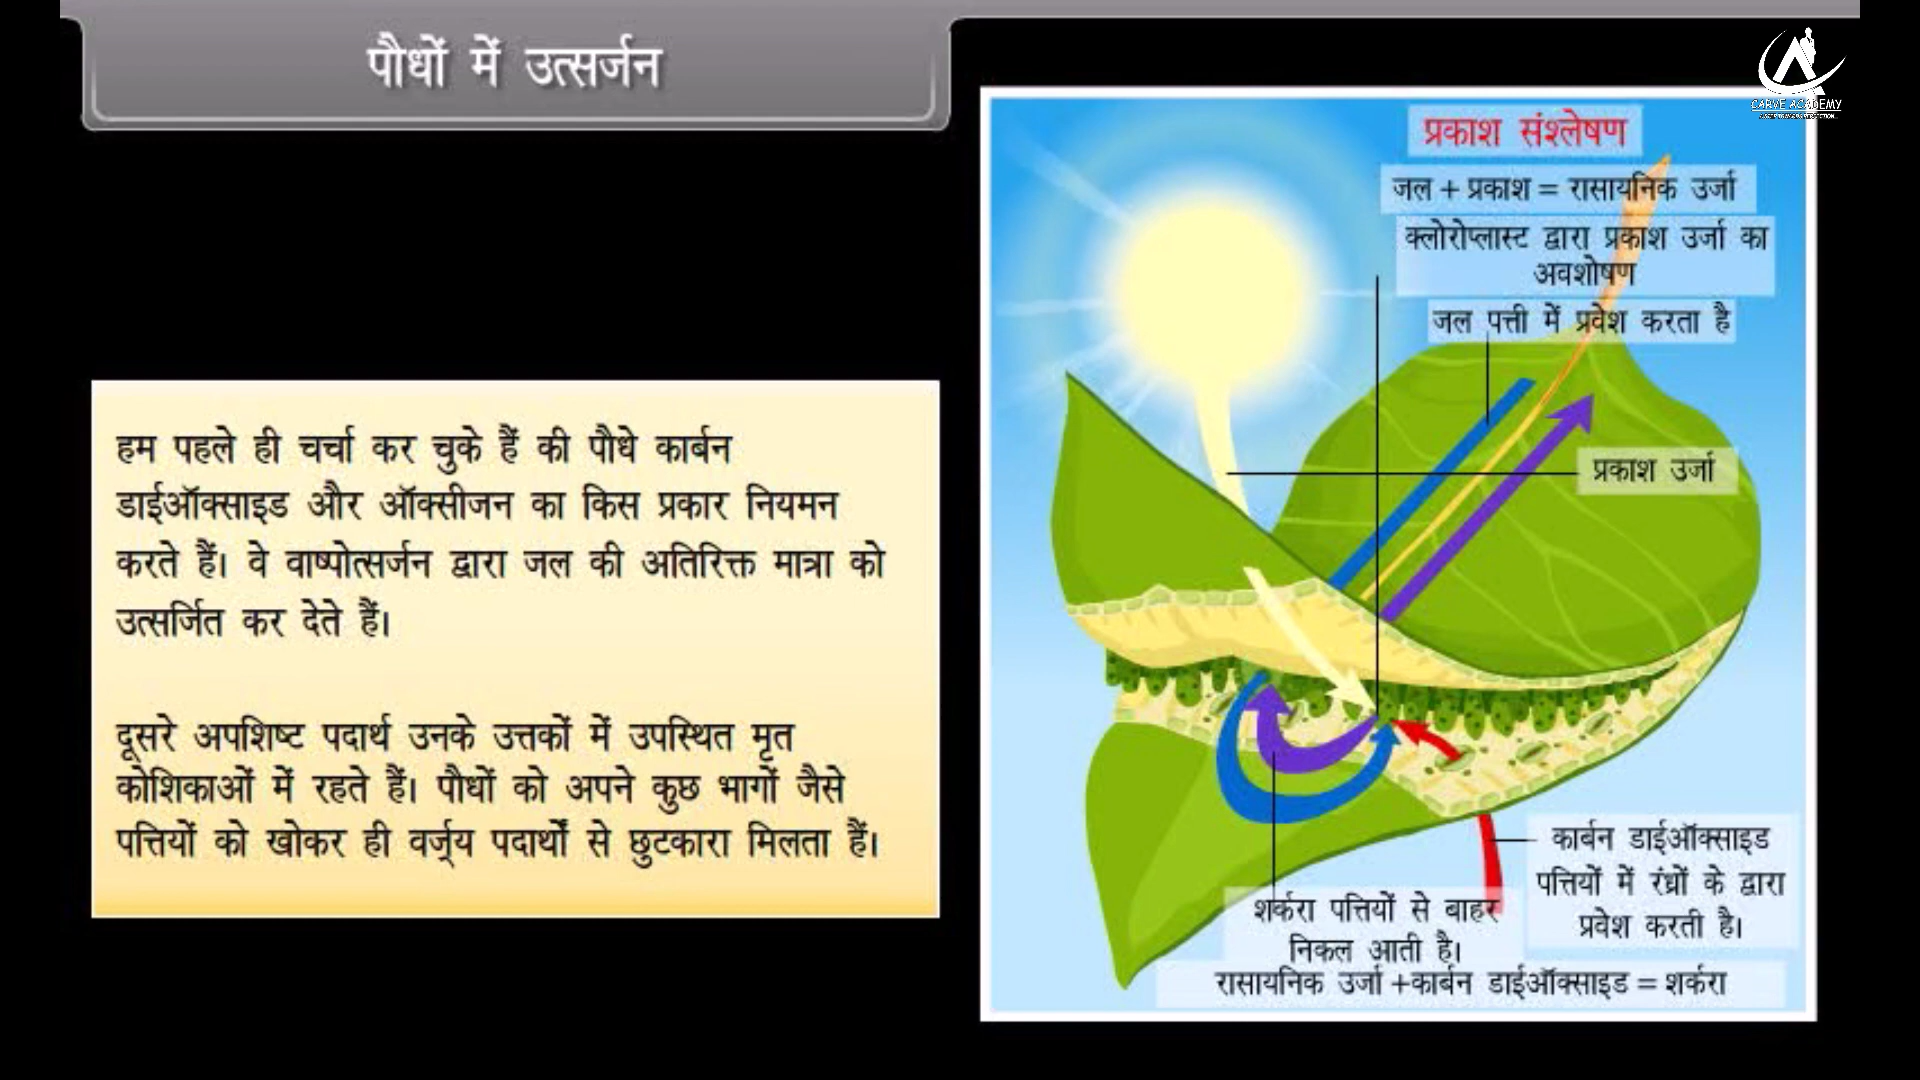 पौधों में उत्सर्जन
CARVE ACADEMY
हम पहले ही चर्चा कर चुके हैं की पौधे कार्बन
डाईऑक्साइड और ऑक्सीजन का किस प्रकार नियमन
करते हैं। वे वाष्पोत्सर्जन द्वारा जल की अतिरिक्त मात्रा को
उत्सर्जित कर देते हैं।
दूसरे अपशिष्ट पदार्थ उनके उत्तकों में उपस्थित मृत
कोशिकाओं में रहते हैं। पौधों को अपने कुछ भागों जैसे
पत्तियों को खोकर ही वर्ज्य पदार्थों से छुटकारा मिलता हैं।
प्रकाश संश्लेषण
जल + प्रकाश = रासायनिक उर्जा
क्लोरोप्लास्ट द्वारा प्रकाश उर्जा का
अवशोषण
जल पत्ती में प्रवेश करता है
प्रकाश उर्जा
कार्बन डाईऑक्साइड
पत्तियों में रंध्रों के द्वारा
प्रवेश करती है।
शर्करा पत्तियों से बाहर
निकल आती है।
रासायनिक उर्जा +कार्बन डाईऑक्साइड = शर्करा